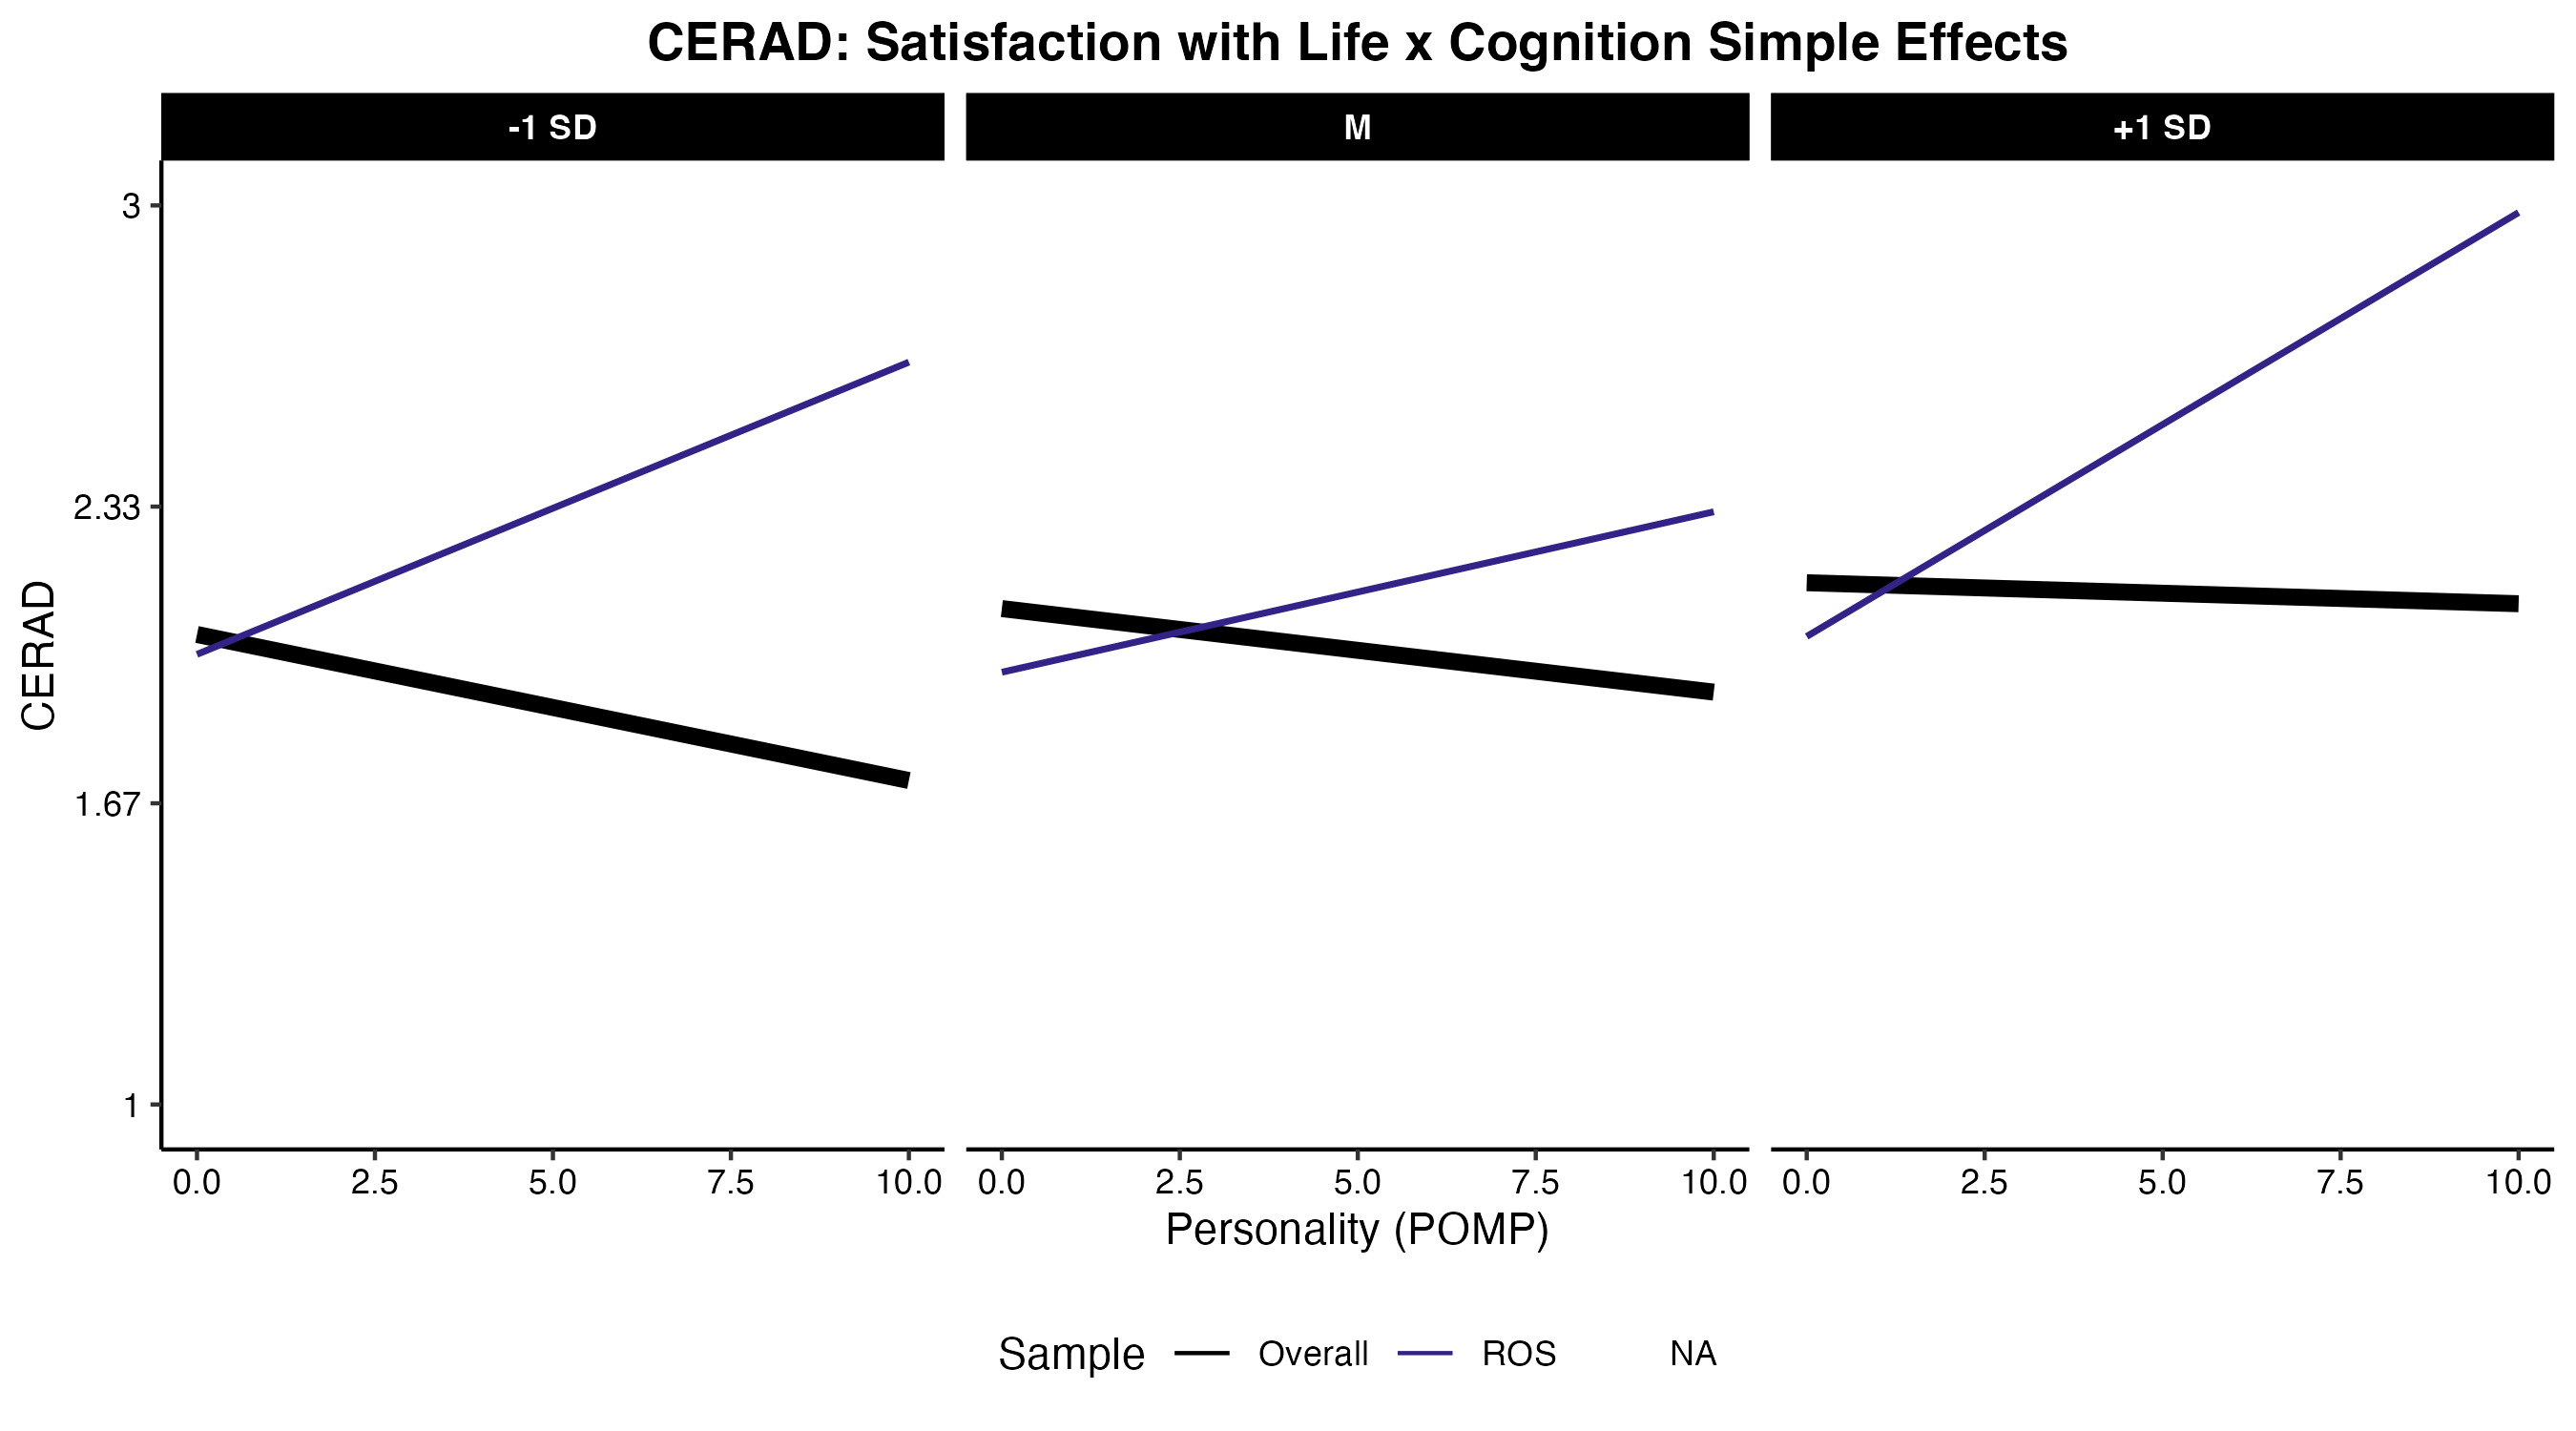 CERAD: Satisfaction with Life x Cognition Simple Effects
-1 SD
M
+1 SD
3
2.33
1.67
1
CERAD
0.0 2.5 5.0 7.5 10.0
0.0 2.5 5.0 7.5 10.0
0.0 2.5 5.0 7.5 10.0
Personality (POMP)
Sample Overall ROS NA